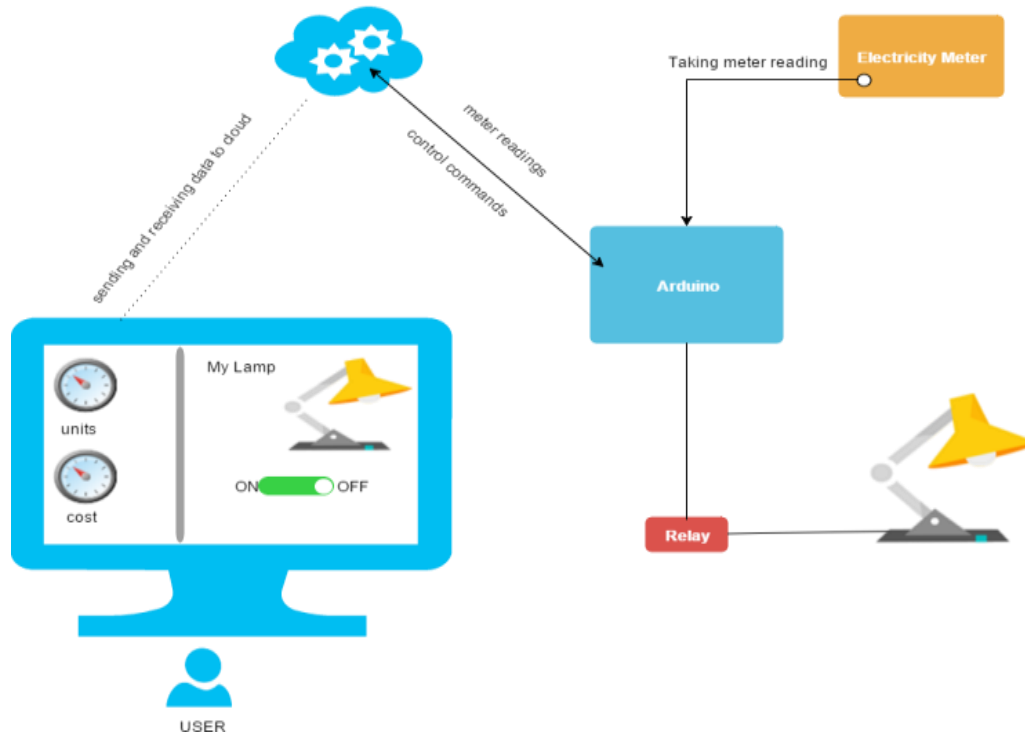 Electricity Meter
Taking meter reading
meter readings
control commands
sending and receiving data to cloud
Arduino
My Lamp
units
ON OFF
cost
Relay
USER